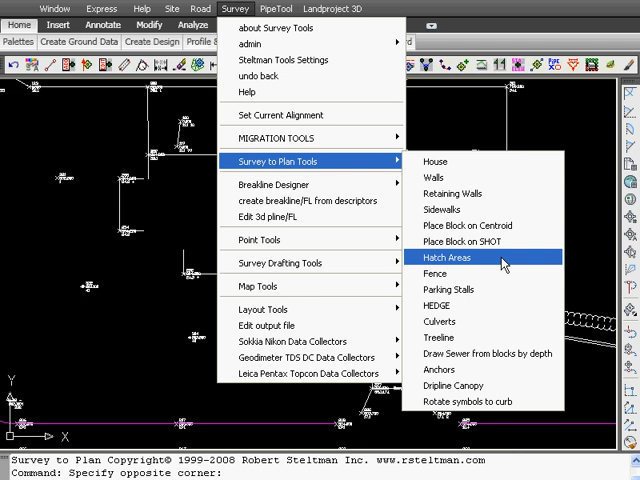 Window Express Help Site Road Survey PipeTool Landproject 3D
Home Insert Annotate Modify Analyze
Palettes Create Ground Data Create Design Profile &
about Survey Tools
admin
Steltman Tools Settings
undo back
Help
Set Current Alignment
MIGRATION TOOLS
Survey to Plan Tools
Breakline Designer
create breakline/FL from descriptors
Edit 3d pline/FL
Point Tools
Survey Drafting Tools
Map Tools
Layout Tools
Edit output file
Sokkia Nikon Data Collectors
Geodimeter TDS DC Data Collectors
Leica Pentax Topcon Data Collectors
House
Walls
Retaining Walls
Sidewalks
Place Block on Centroid
Place Block on SHOT
Hatch Areas
Fence
Parking Stalls
HEDGE
Culverts
Treeline
Draw Sewer from blocks by depth
Anchors
Dripline Canopy
Rotate symbols to curb
Y
X
Survey to Plan Copyright© 1999-2008 Robert Steltman Inc. www.rsteltman.com
Command: Specify opposite corner: